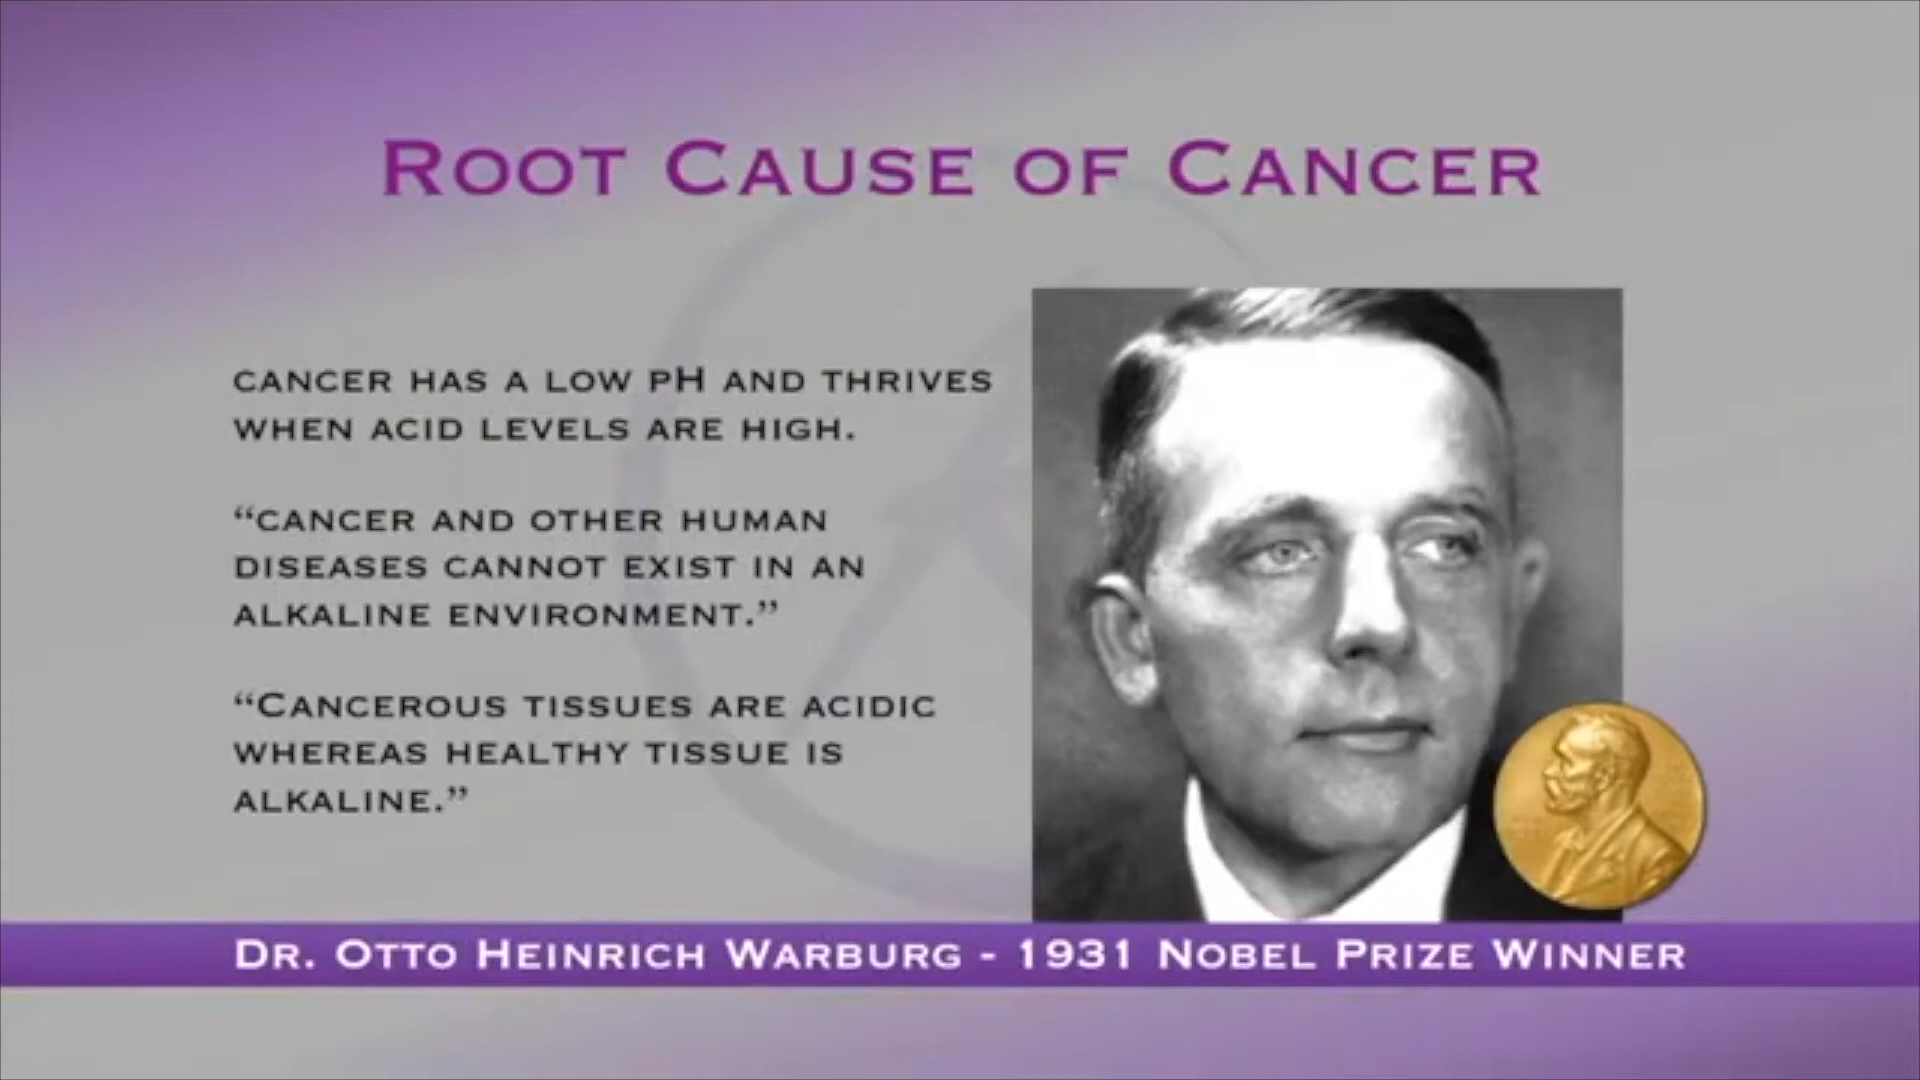 ROOT CAUSE OF CANCER
CANCER HAS A LOW pH AND THRIVES
WHEN ACID LEVELS ARE HIGH.
“CANCER AND OTHER HUMAN
DISEASES CANNOT EXIST IN AN
ALKALINE ENVIRONMENT.”
“CANCEROUS TISSUES ARE ACIDIC
WHEREAS HEALTHY TISSUE IS
ALKALINE.”
DR. OTTO HEINRICH WARBURG - 1931 NOBEL PRIZE WINNER